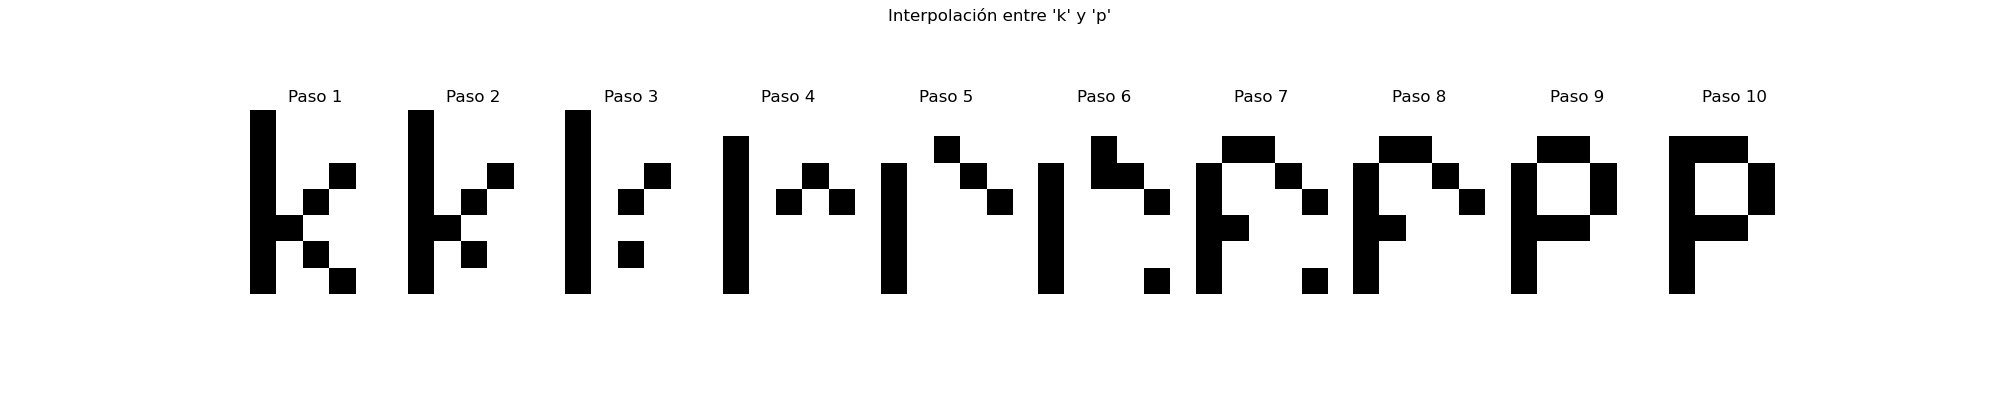 Interpolación entre 'k' y 'p'
Paso 1 Paso 2 Paso 3 Paso 4 Paso 5 Paso 6 Paso 7 Paso 8 Paso 9 Paso 10